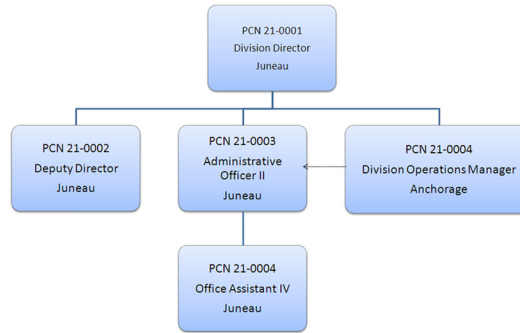 PCN 21-0001
Division Director
Juneau
PCN 21-0002
Deputy Director
Juneau
PCN 21-0003
Administrative
Officer II
Juneau
PCN 21-0004
Division Operations Manager
Anchorage
PCN 21-0004
Office Assistant IV
Juneau